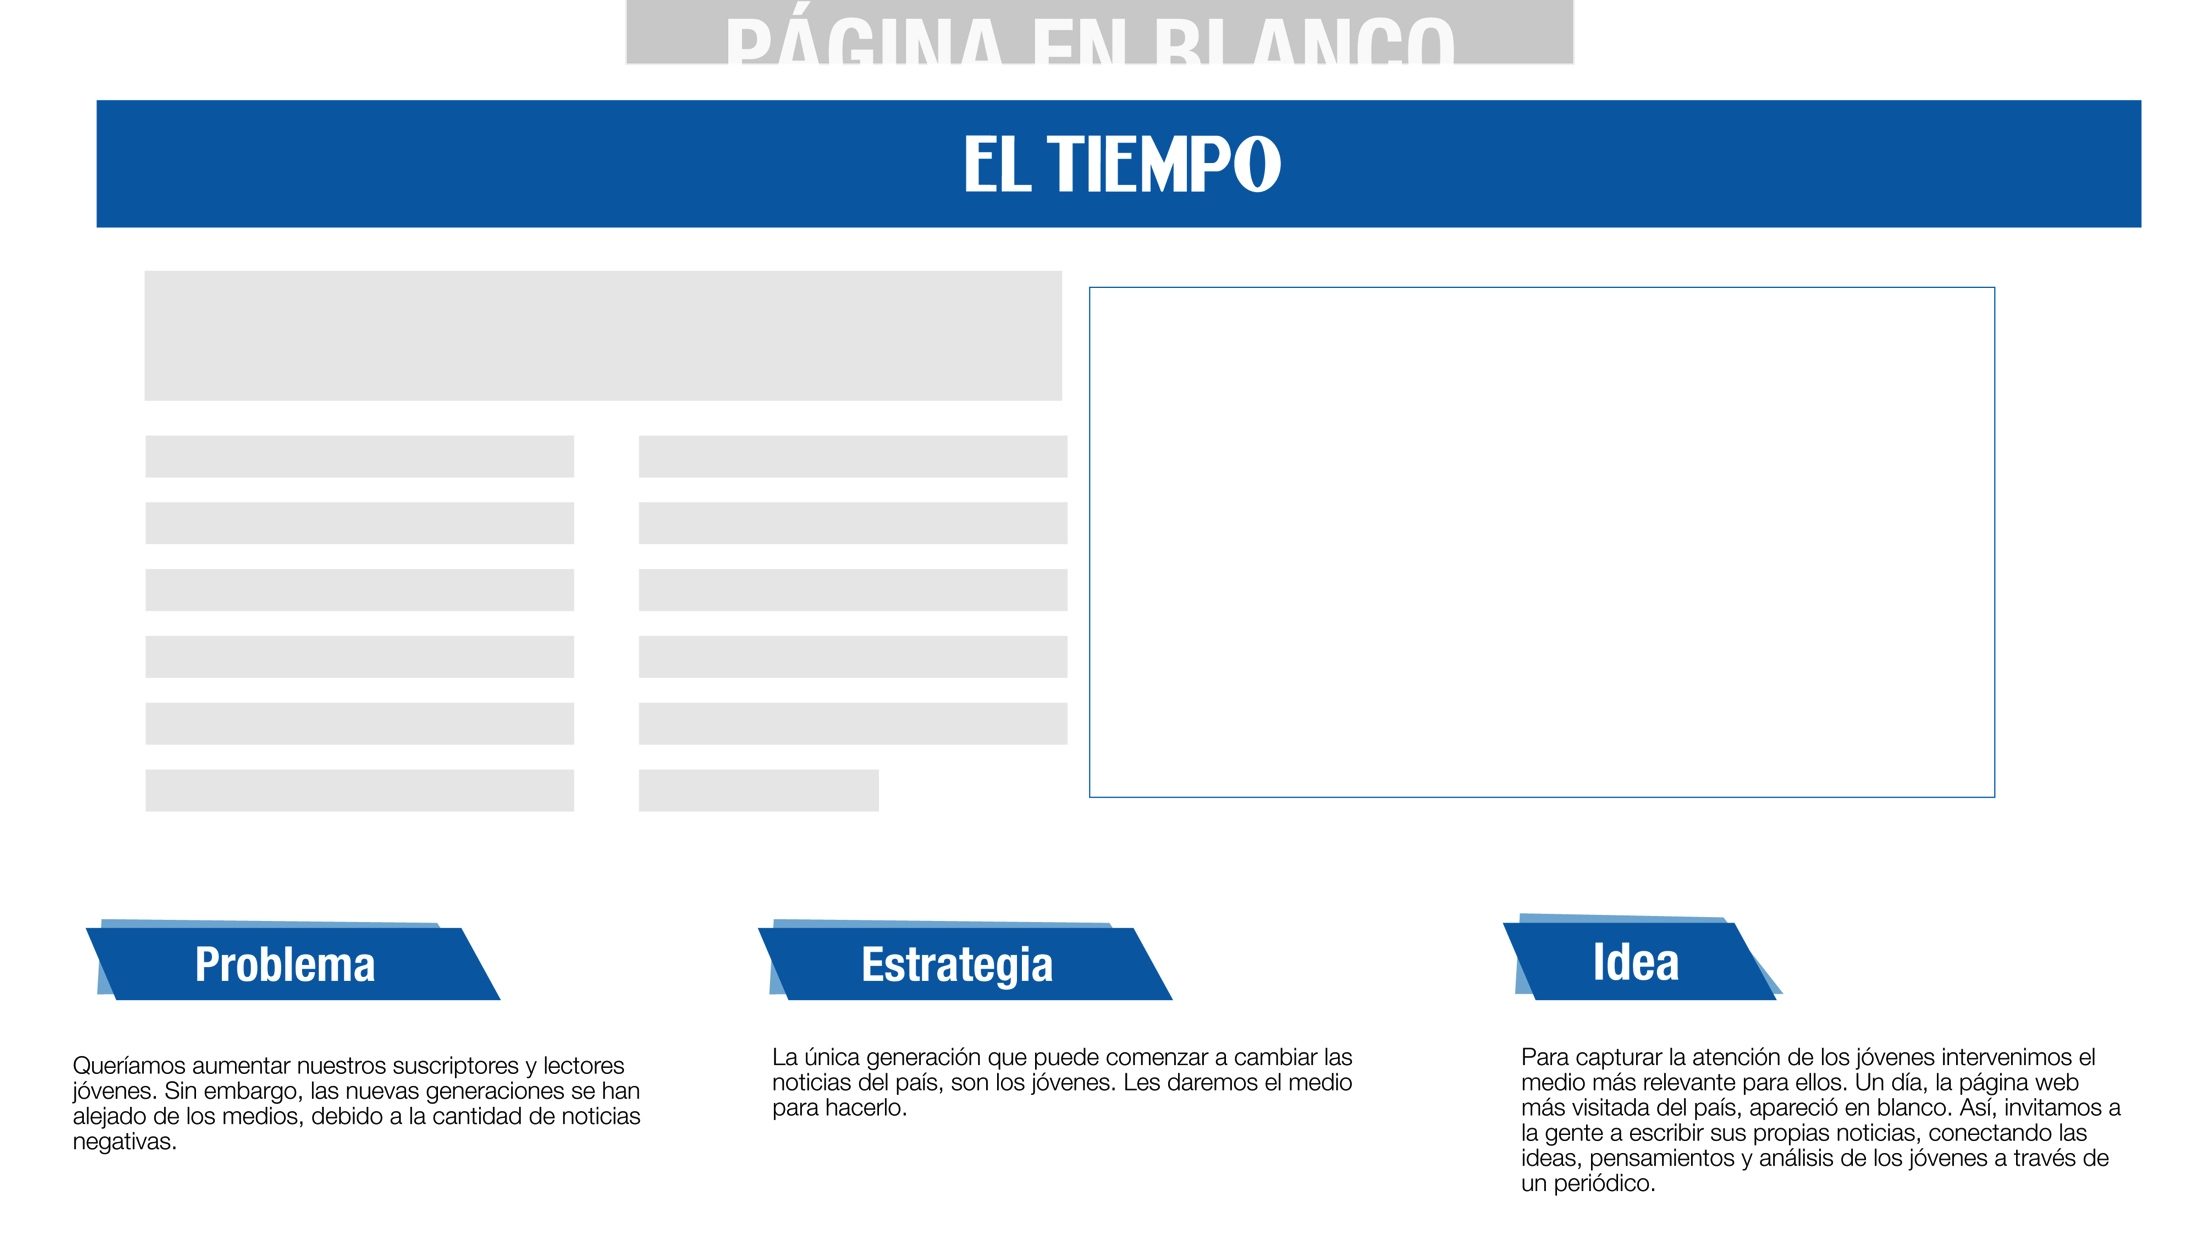 PÁGINA EN BLANCO
EL TIEMPO
Problema
Queríamos aumentar nuestros suscriptores y lectores
jóvenes. Sin embargo, las nuevas generaciones se han
alejado de los medios, debido a la cantidad de noticias
negativas.
Estrategia
La única generación que puede comenzar a cambiar las
noticias del país, son los jóvenes. Les daremos el medio
para hacerlo.
Idea
Para capturar la atención de los jóvenes intervenimos el
medio más relevante para ellos. Un día, la página web
más visitada del país, apareció en blanco. Así, invitamos a
la gente a escribir sus propias noticias, conectando las
ideas, pensamientos y análisis de los jóvenes a través de
un periódico.